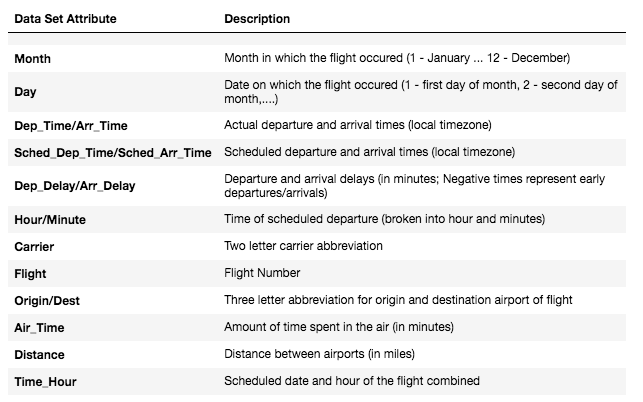 Data Set Attribute Description
Month Month in which the flight occured (1 - January ... 12 - December)
Day Date on which the flight occured (1 - first day of month, 2 - second day of
month,....)
Dep_Time/Arr_Time Actual departure and arrival times (local timezone)
Sched_Dep_Time/Sched_Arr_Time Scheduled departure and arrival times (local timezone)
Dep_Delay/Arr_Delay Departure and arrival delays (in minutes; Negative times represent early
departures/arrivals)
Hour/Minute Time of scheduled departure (broken into hour and minutes)
Carrier Two letter carrier abbreviation
Flight Flight Number
Origin/Dest Three letter abbreviation for origin and destination airport of flight
Air_Time Amount of time spent in the air (in minutes)
Distance Distance between airports (in miles)
Time_Hour Scheduled date and hour of the flight combined